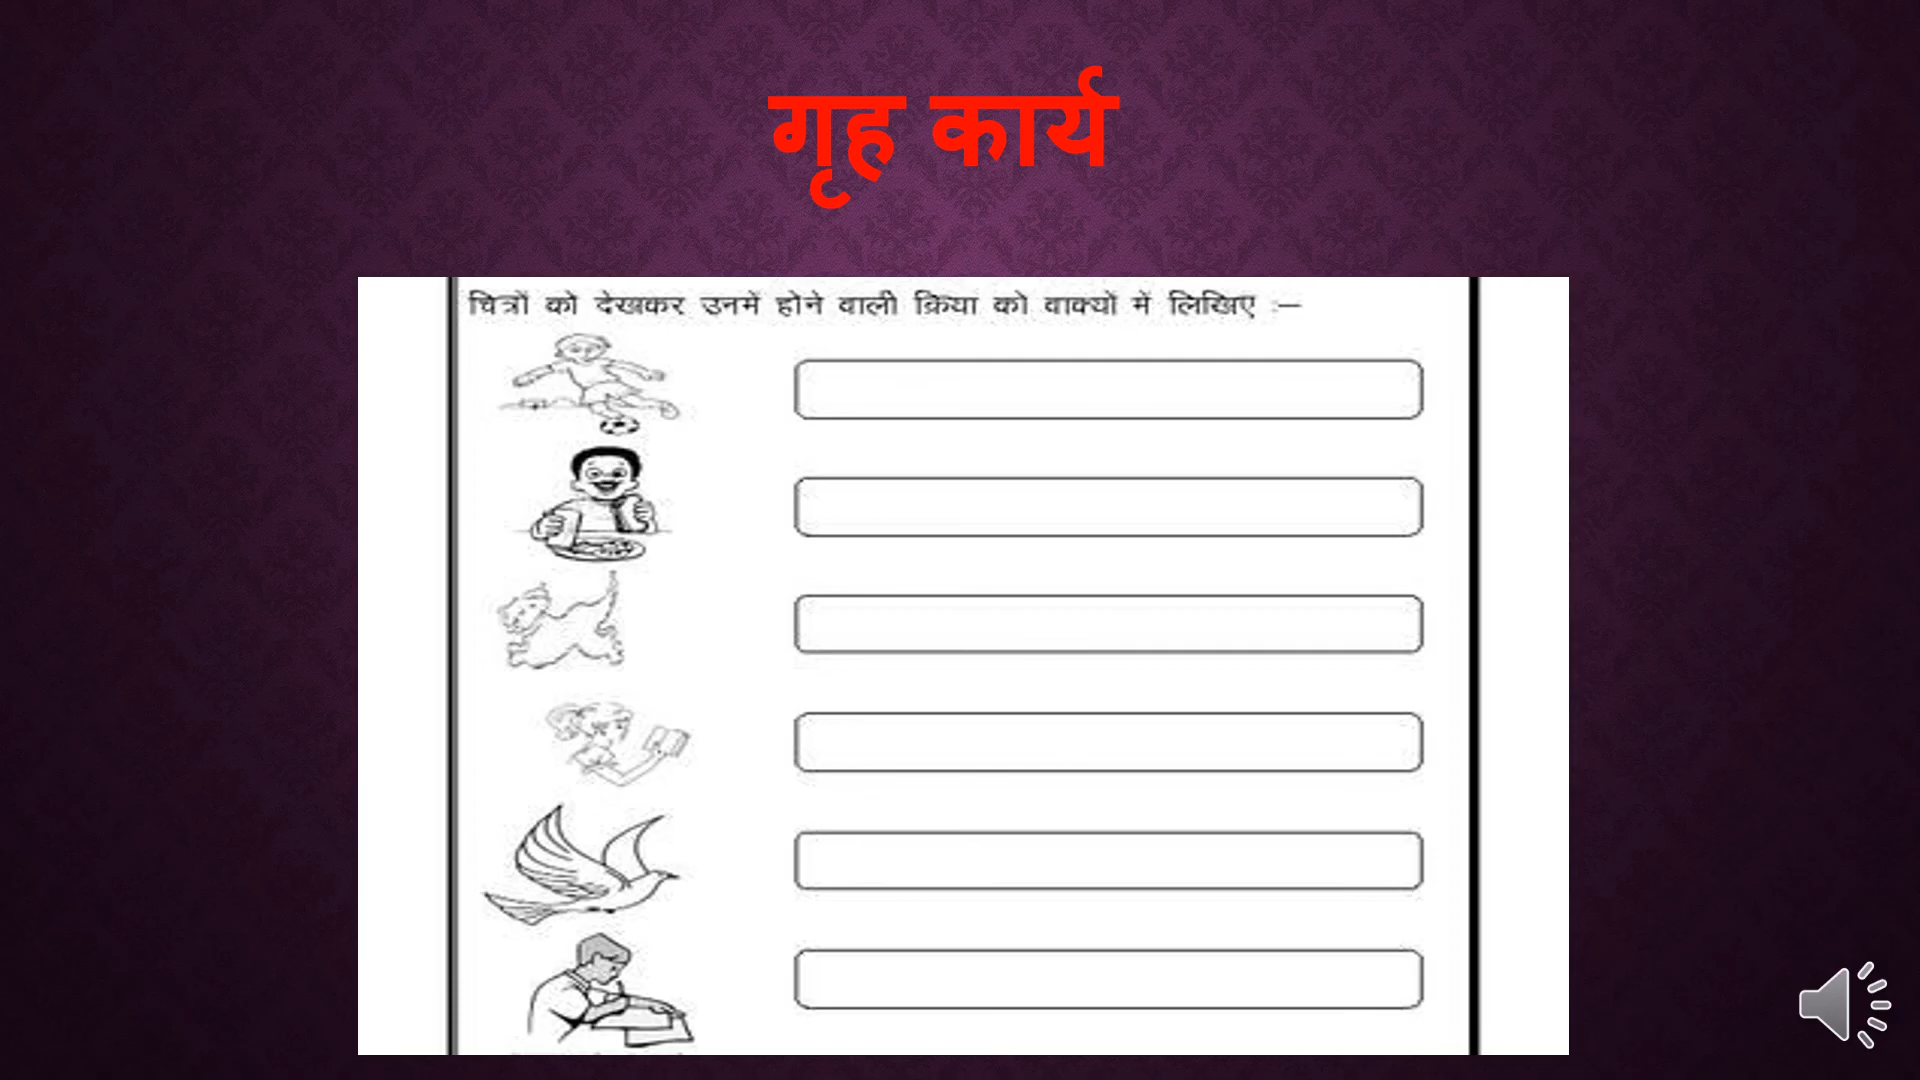 गृह कार्य
चित्रों को देखकर उनमें होने वाली क्रिया को वाक्यों में लिखिए :–